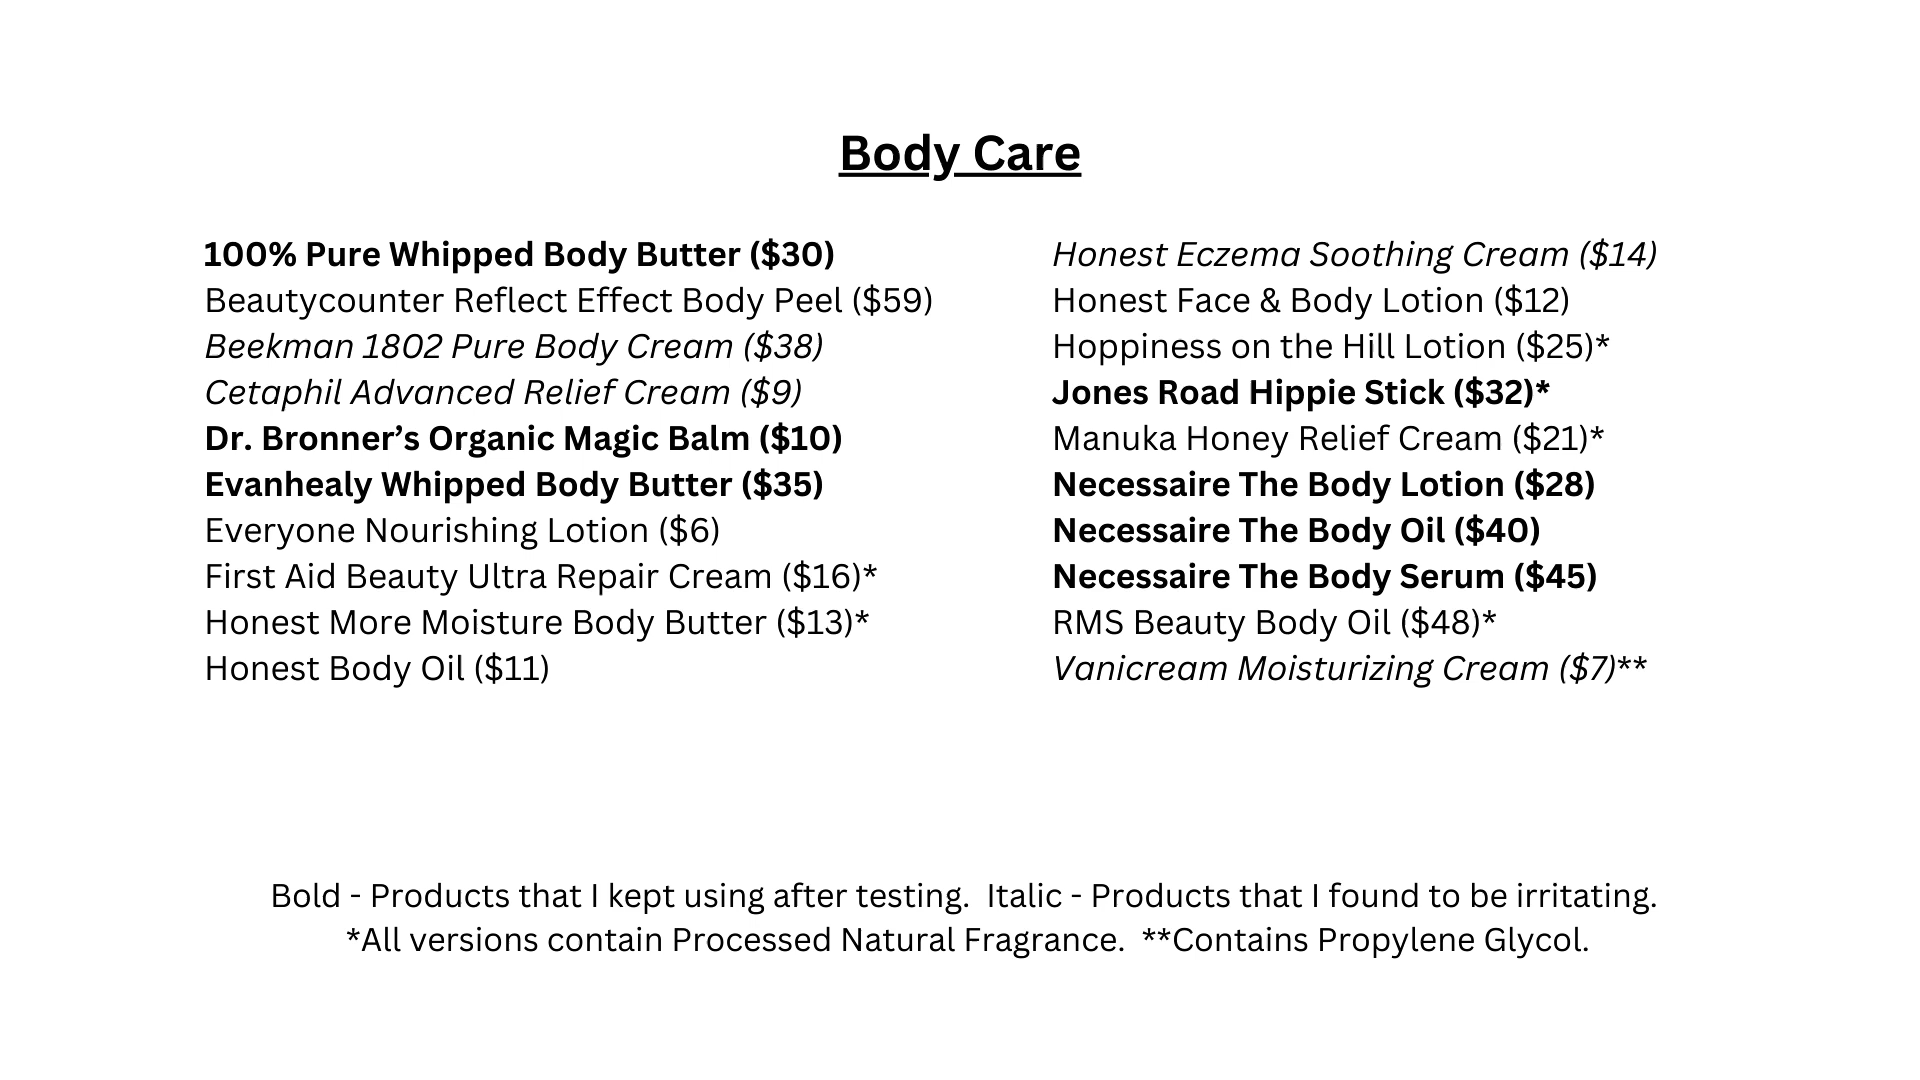 Body Care
100% Pure Whipped Body Butter ($30)
Beautycounter Reflect Effect Body Peel ($59)
Beekman 1802 Pure Body Cream ($38)
Cetaphil Advanced Relief Cream ($9)
Dr. Bronner’s Organic Magic Balm ($10)
Evanhealy Whipped Body Butter ($35)
Everyone Nourishing Lotion ($6)
First Aid Beauty Ultra Repair Cream ($16)*
Honest More Moisture Body Butter ($13)*
Honest Body Oil ($11)
Honest Eczema Soothing Cream ($14)
Honest Face & Body Lotion ($12)
Hoppiness on the Hill Lotion ($25)*
Jones Road Hippie Stick ($32)*
Manuka Honey Relief Cream ($21)*
Necessaire The Body Lotion ($28)
Necessaire The Body Oil ($40)
Necessaire The Body Serum ($45)
RMS Beauty Body Oil ($48)*
Vanicream Moisturizing Cream ($7)**
Bold - Products that I kept using after testing.  Italic - Products that I found to be irritating.
*All versions contain Processed Natural Fragrance.  **Contains Propylene Glycol.